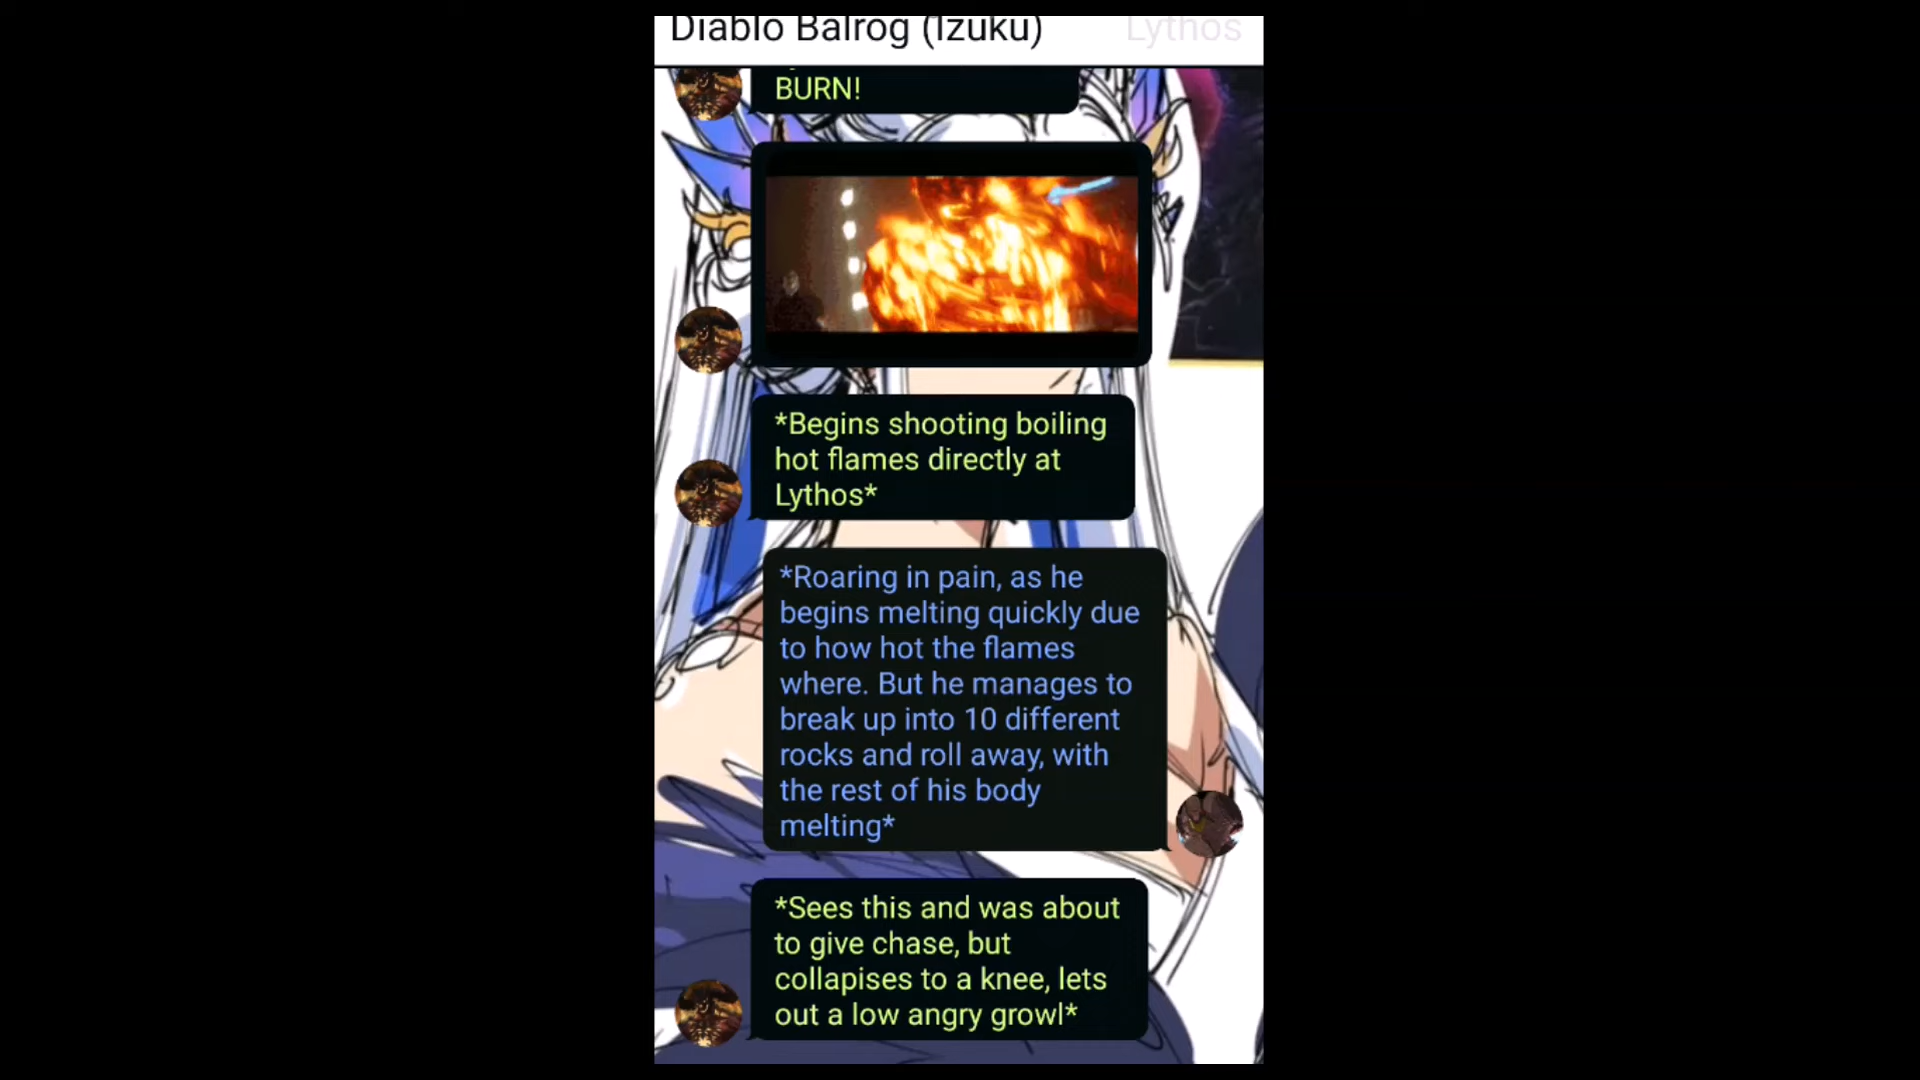 Diablo Balrog (Izuku)
Lythos
BURN!
*Begins shooting boiling
hot flames directly at
Lythos*
*Roaring in pain, as he
begins melting quickly due
to how hot the flames
where. But he manages to
break up into 10 different
rocks and roll away, with
the rest of his body
melting*
*Sees this and was about
to give chase, but
collapises to a knee, lets
out a low angry growl*